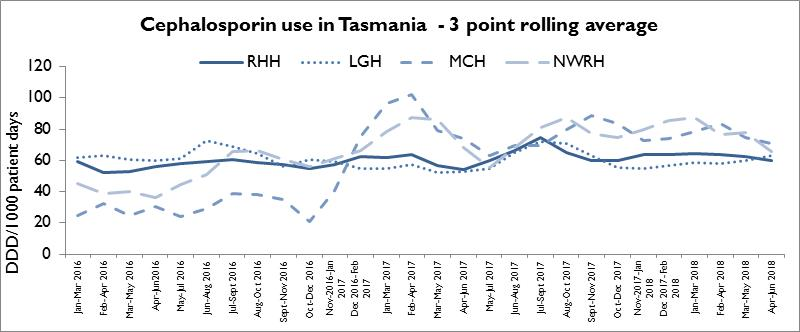 Cephalosporin use in Tasmania - 3 point rolling average
RHH LGH MCH NWRH
DDD/1000 patient days
120
100
80
60
40
20
0
Jan-Mar 2016
Feb-Apr 2016
Mar-May 2016
Apr-Jun 2016
May-Jul 2016
Jun-Aug 2016
Jul-Sept 2016
Aug-Oct 2016
Sept-Nov 2016
Oct-Dec 2016
Nov-2016-Jan
2017
Dec 2016-Feb
2017
Jan-Mar 2017
Feb-Apr 2017
Mar-May 2017
Apr-Jun 2017
May-Jul 2017
Jun-Aug 2017
Jul-Sept 2017
Aug-Oct 2017
Sept-Nov 2017
Oct-Dec 2017
Nov2017-Jan
2018
Dec 2017-Feb
2018
Jan-Mar 2018
Feb-Apr 2018
Mar-May 2018
Apr-Jun 2018